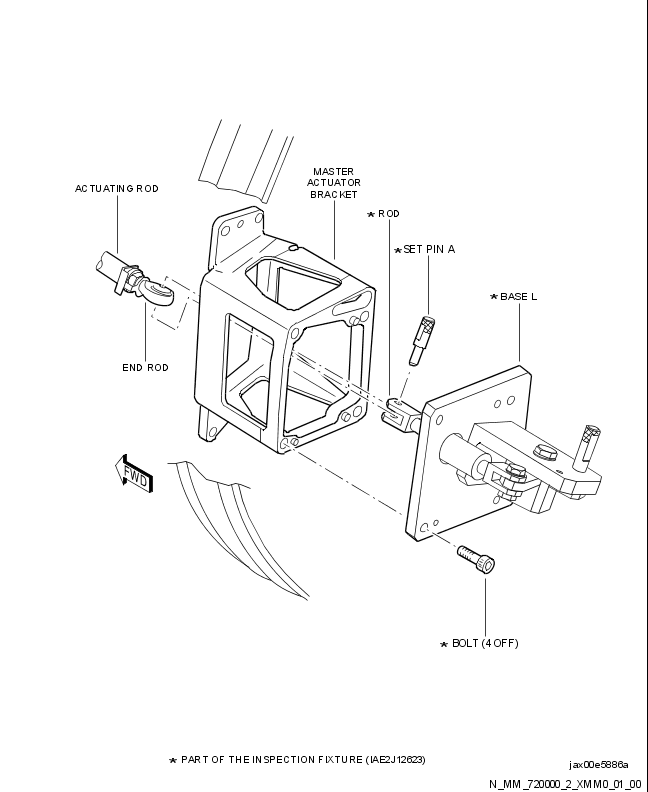 MASTER
ACTUATOR
BRACKET
ACTUATING ROD
* ROD
* SET PIN A
* BASE L
END ROD
FWD
* BOLT (4 OFF)
* PART OF THE INSPECTION FIXTURE (IAE2J12623)
jax00e5886a
N_MM_720000_2_XMM0_01_00